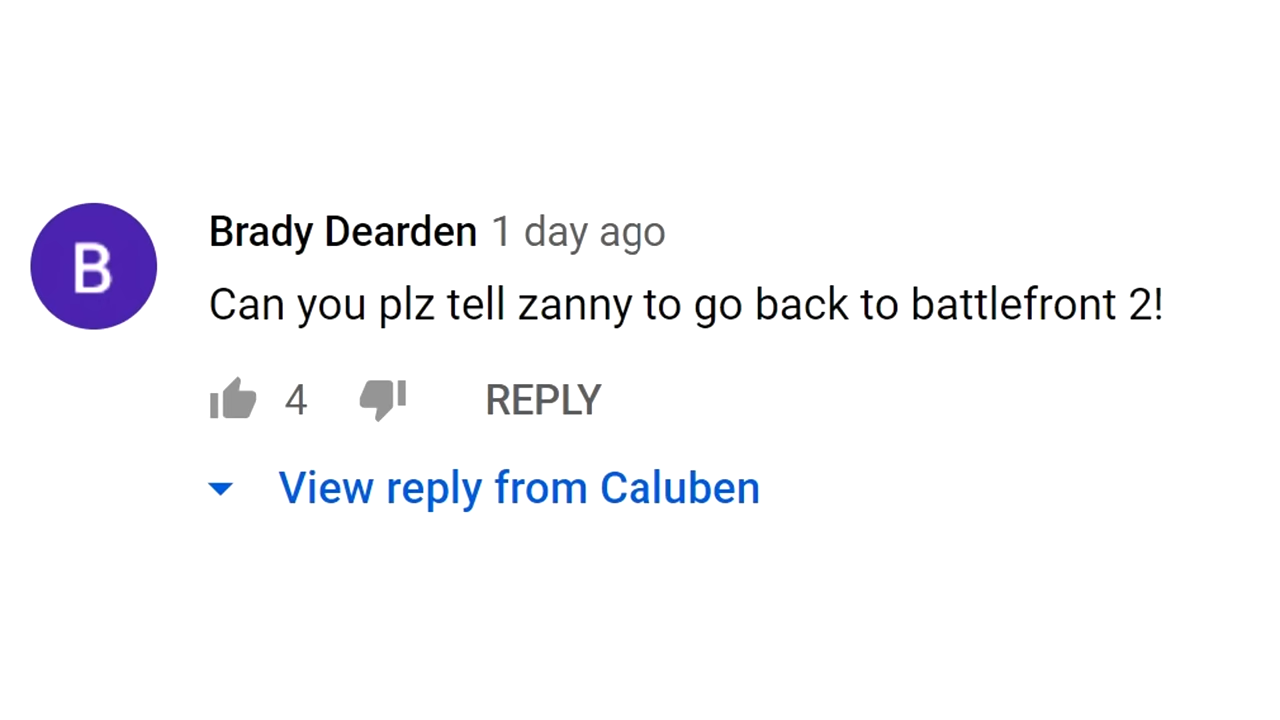 B
Brady Dearden 1 day ago
Can you plz tell zanny to go back to battlefront 2!
4 REPLY
View reply from Caluben